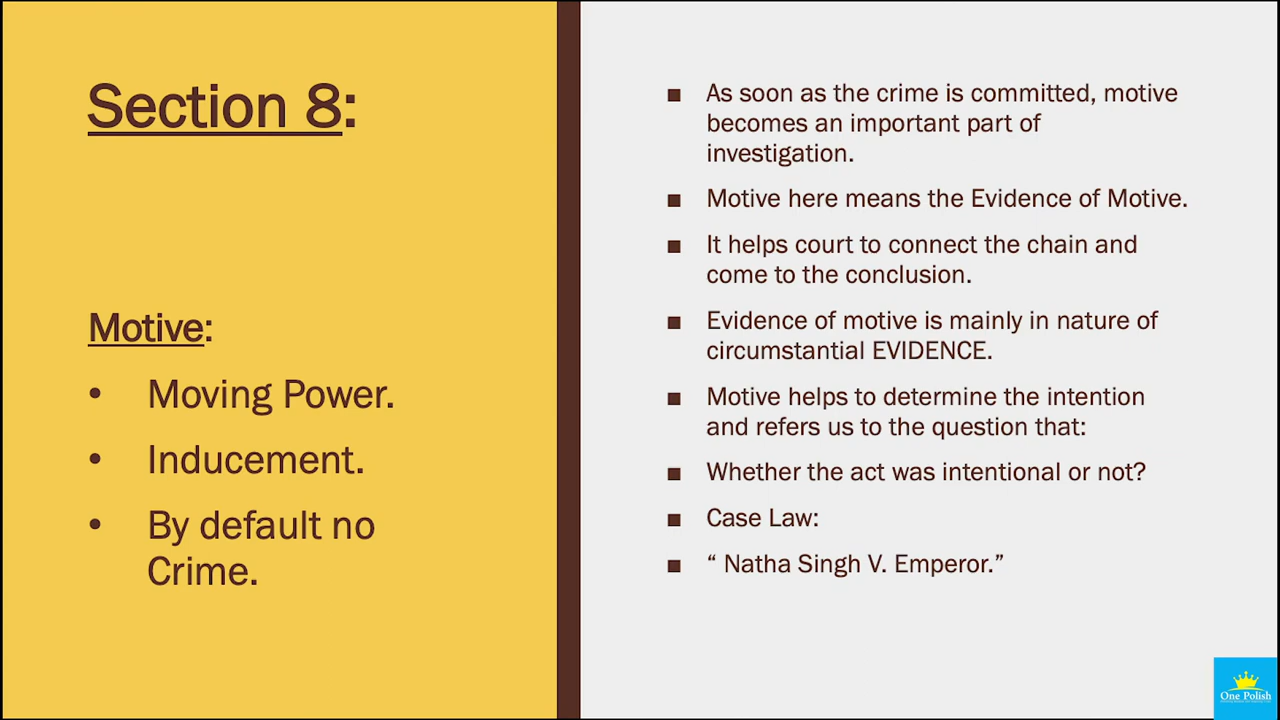 Section 8:
Motive:
• Moving Power.
• Inducement.
• By default no
Crime.
■ As soon as the crime is committed, motive
becomes an important part of
investigation.
■ Motive here means the Evidence of Motive.
■ It helps court to connect the chain and
come to the conclusion.
■ Evidence of motive is mainly in nature of
circumstantial EVIDENCE.
■ Motive helps to determine the intention
and refers us to the question that:
■ Whether the act was intentional or not?
■ Case Law:
■ “ Natha Singh V. Emperor.”
One Polish